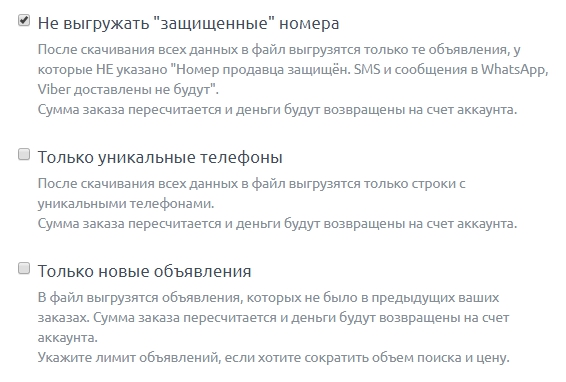 Не выгружать "защищенные" номера
После скачивания всех данных в файл выгрузятся только те объявления, у
которые НЕ указано "Номер продавца защищён. SMS и сообщения в WhatsApp,
Viber доставлены не будут".
Сумма заказа пересчитается и деньги будут возвращены на счет аккаунта.
Только уникальные телефоны
После скачивания всех данных в файл выгрузятся только строки с
уникальными телефонами.
Сумма заказа пересчитается и деньги будут возвращены на счет аккаунта.
Только новые объявления
В файл выгрузятся объявления, которых не было в предыдущих ваших
заказах. Сумма заказа пересчитается и деньги будут возвращены на счет
аккаунта.
Укажите лимит объявлений, если хотите сократить объем поиска и цену.